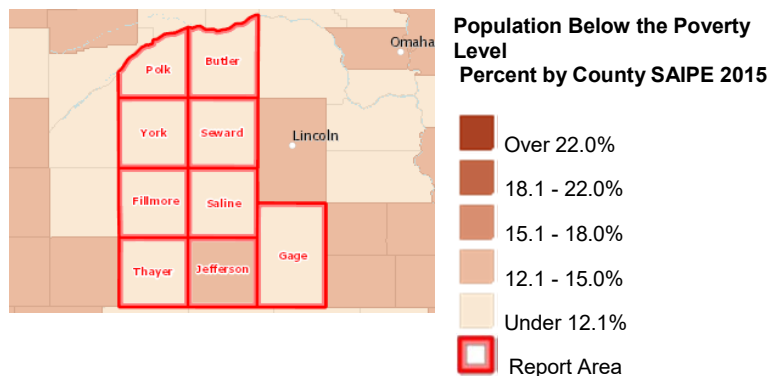 Omaha
Polk
Butler
York
Seward
Lincoln
Fillmore
Saline
Thayer
Jefferson
Gage
Population Below the Poverty
Level
Percent by County SAIPE 2015
Over 22.0%
18.1 - 22.0%
15.1 - 18.0%
12.1 - 15.0%
Under 12.1%
Report Area